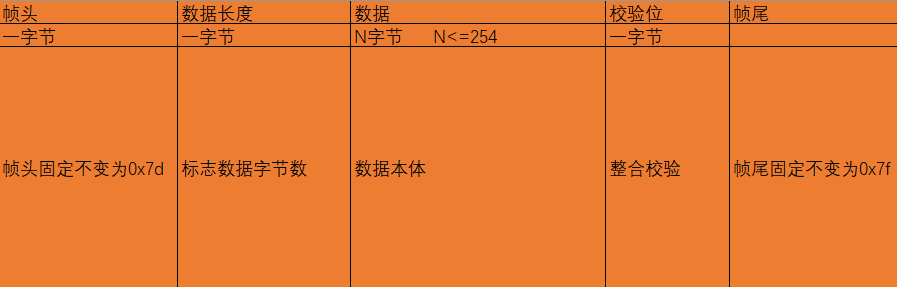 帧头 数据长度 数据 校验位 帧尾
一字节 一字节 N字节 N<=254 一字节
帧头固定不变为0x7d 标志数据字节数 数据本体 整合校验 帧尾固定不变为0x7f